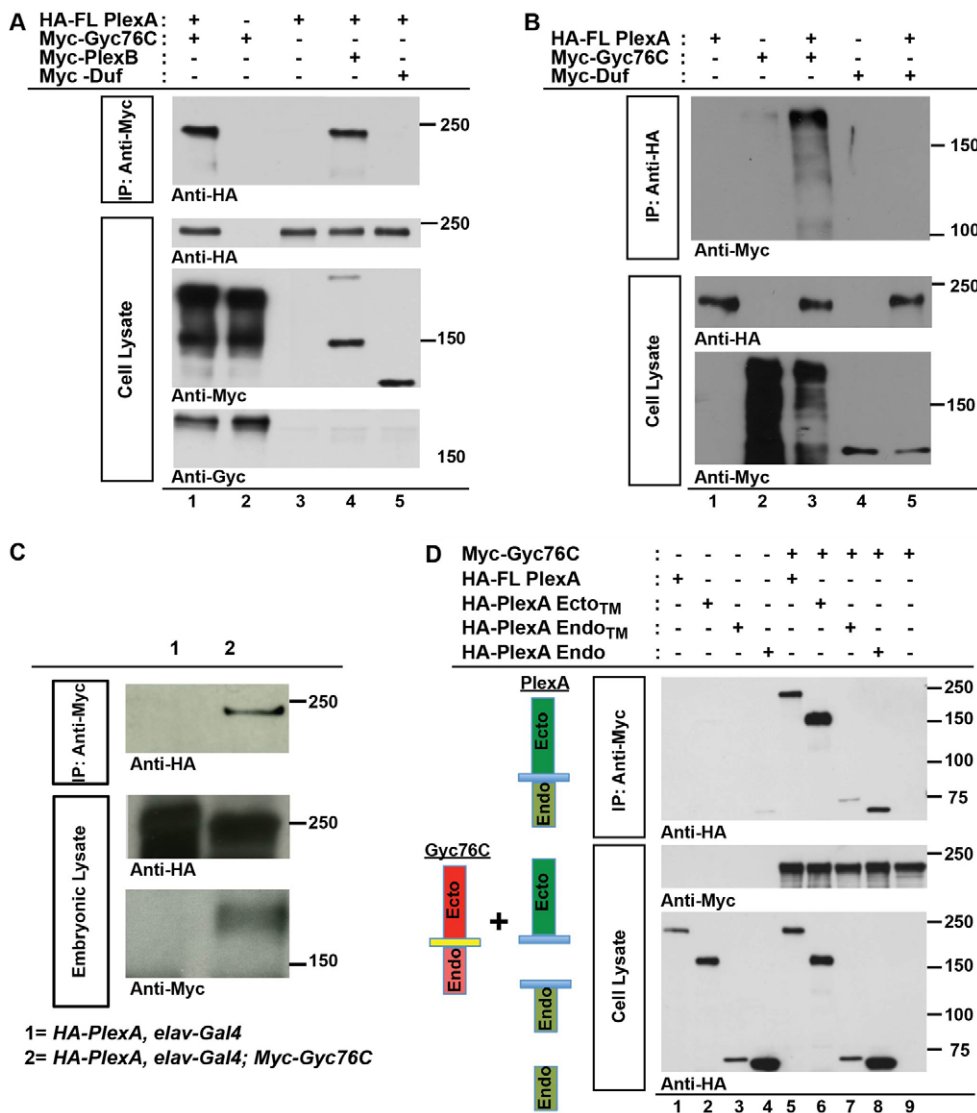 A
HA-FL PlexA : + - + + +
Myc-Gyc76C : + + - - -
Myc-PlexB : - - - + -
Myc -Duf : - - - - +
IP: Anti-Myc
250
Anti-HA
Cell Lysate
250
Anti-HA
150
Anti-Myc
150
Anti-Gyc
1 2 3 4 5
B
HA-FL PlexA : + - + - +
Myc-Gyc76C : - + + - -
Myc-Duf : - - - + +
IP: Anti-HA
150
100
Anti-Myc
Cell Lysate
250
Anti-HA
150
Anti-Myc
1 2 3 4 5
C
1 2
IP: Anti-Myc
250
Anti-HA
Embryonic Lysate
250
Anti-HA
150
Anti-Myc
1= HA-PlexA, elav-Gal4
2= HA-PlexA, elav-Gal4; Myc-Gyc76C
D
Myc-Gyc76C : - - - - + + + + +
HA-FL PlexA : + - - - + - - - -
HA-PlexA EctoTM : - + - - - + - - -
HA-PlexA EndoTM : - - + - - - + - -
HA-PlexA Endo : - - - + - - - + -
PlexA
Ecto
Endo
Gyc76C
Ecto
Endo
+
Ecto
Endo
Endo
IP: Anti-Myc
250
150
100
75
Anti-HA
Cell Lysate
250
Anti-Myc
250
150
100
75
Anti-HA
1 2 3 4 5 6 7 8 9